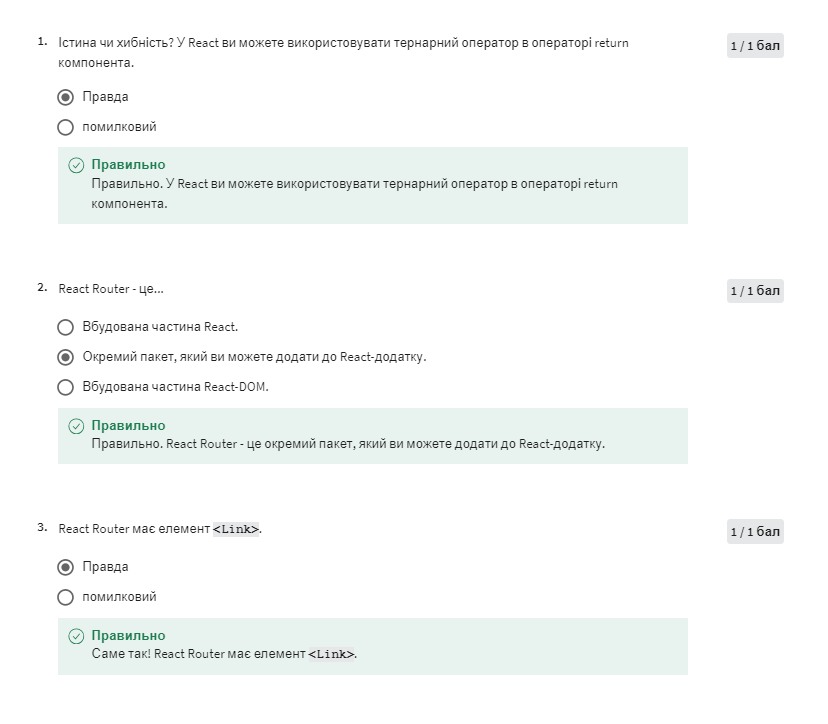 1. Істина чи хибність? У React ви можете використовувати тернарний оператор в операторі return
компонента.
1 / 1 бал
Правда
помилковий
Правильно
Правильно. У React ви можете використовувати тернарний оператор в операторі return
компонента.
2. React Router - це...
1 / 1 бал
Вбудована частина React.
Окремий пакет, який ви можете додати до React-додатку.
Вбудована частина React-DOM.
Правильно
Правильно. React Router - це окремий пакет, який ви можете додати до React-додатку.
3. React Router має елемент <Link>.
1 / 1 бал
Правда
помилковий
Правильно
Саме так! React Router має елемент <Link>.